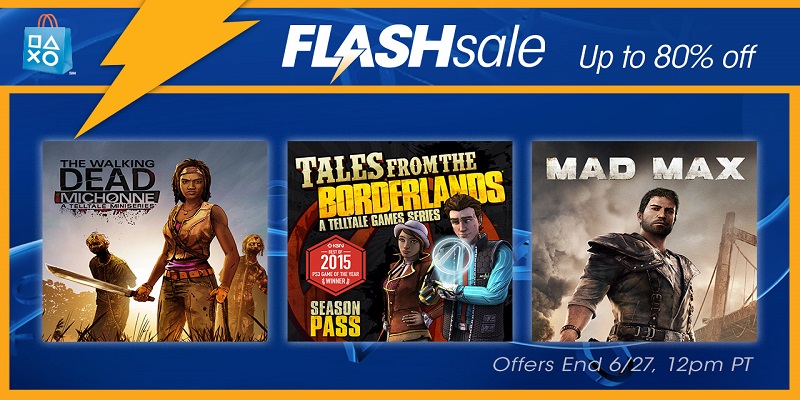 FLASHsale
Up to 80% off
THE WALKING
DEAD
MICHONNE
A TELLTALE MINISERIES
TALES FROM THE
BORDERLANDS
A TELLTALE GAMES SERIES
IGN
BEST OF
2015
PS3 GAME OF THE YEAR
WINNER
SEASON
PASS
MAD MAX
Offers End 6/27, 12pm PT